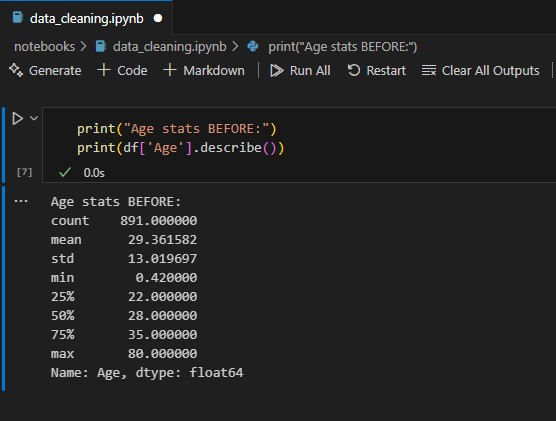 data_cleaning.ipynb
notebooks > data_cleaning.ipynb > print("Age stats BEFORE:")
Generate + Code + Markdown | Run All Restart Clear All Outputs
print("Age stats BEFORE:")
print(df['Age'].describe())
[7] 0.0s
Age stats BEFORE:
count 891.000000
mean 29.361582
std 13.019697
min 0.420000
25% 22.000000
50% 28.000000
75% 35.000000
max 80.000000
Name: Age, dtype: float64